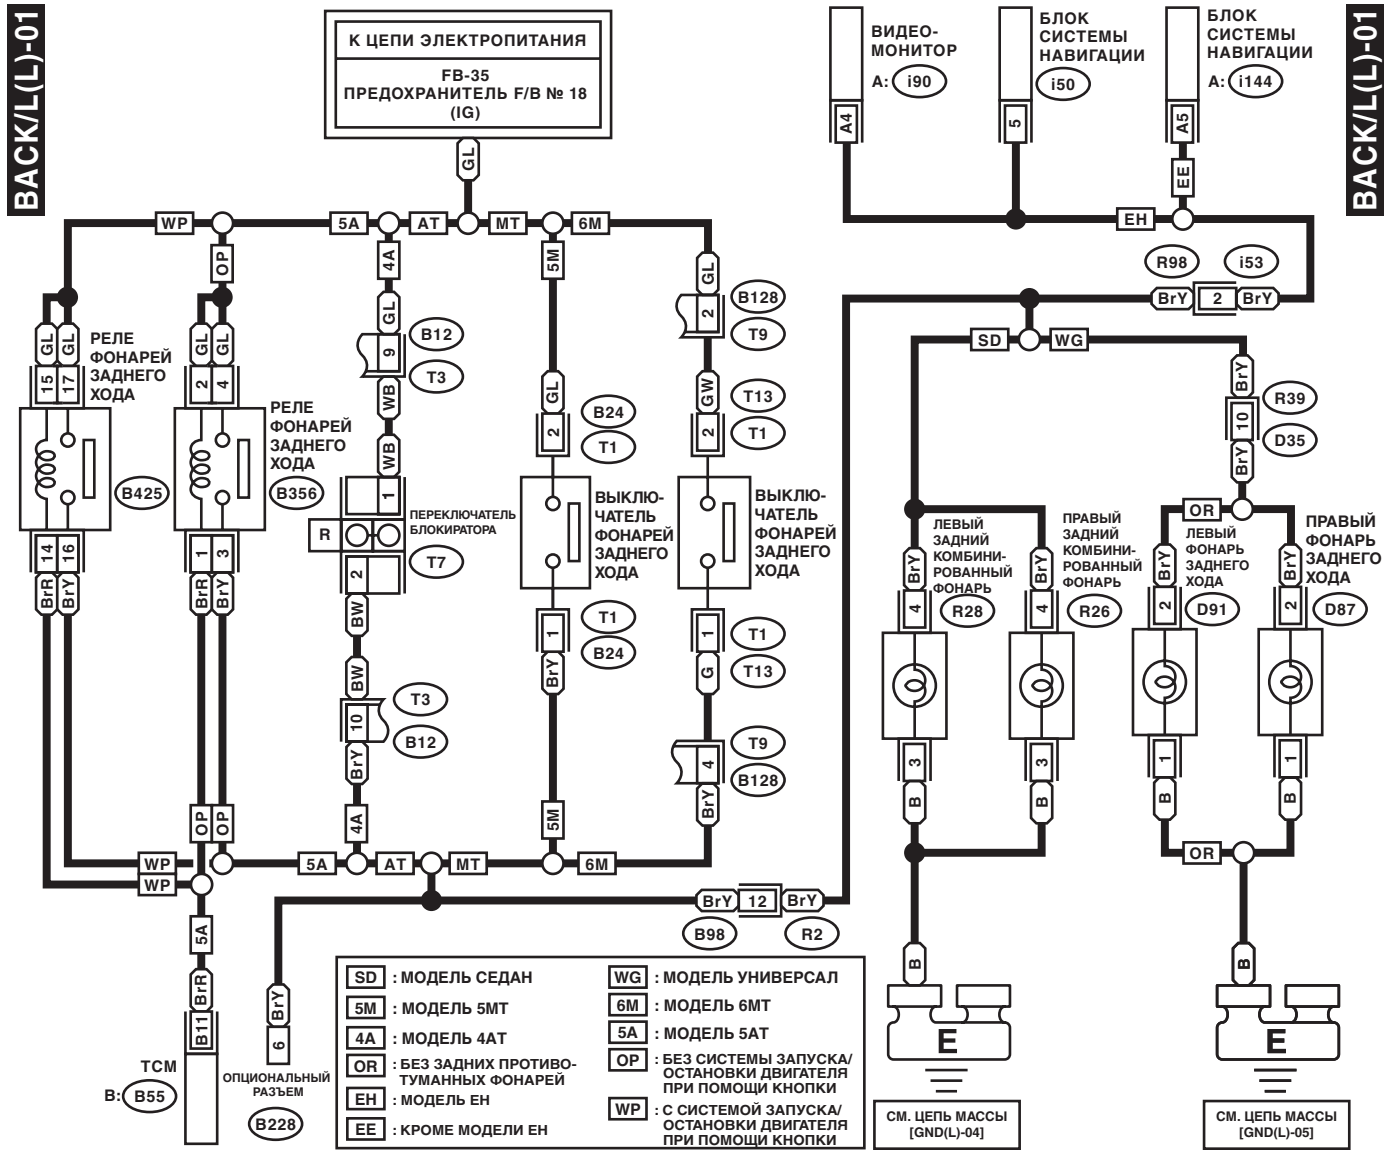 BACK/L(L)-01
К ЦЕПИ ЭЛЕКТРОПИТАНИЯ
FB-35
ПРЕДОХРАНИТЕЛЬ F/B № 18
(IG)
GL
ВИДЕО-
МОНИТОР
A: i90
A4
БЛОК
СИСТЕМЫ
НАВИГАЦИИ
i50
5
БЛОК
СИСТЕМЫ
НАВИГАЦИИ
A: i144
A5
EE
BACK/L(L)-01
WP
5A
AT
MT
6M
EH
OP
4A
5M
GL
R98
i53
BrY
2
BrY
GL
2
B128
T9
SD
WG
GL
GL
GL
GL
GL
9
B12
T3
15
17
2
4
РЕЛЕ
ФОНАРЕЙ
ЗАДНЕГО
ХОДА
B425
РЕЛЕ
ФОНАРЕЙ
ЗАДНЕГО
ХОДА
B356
WB
WB
1
GL
2
B24
T1
GW
2
T13
T1
BrY
10
BrY
R39
D35
R
ПЕРЕКЛЮЧАТЕЛЬ
БЛОКИРАТОРА
T7
2
ВЫКЛЮ-
ЧАТЕЛЬ
ФОНАРЕЙ
ЗАДНЕГО
ХОДА
ВЫКЛЮ-
ЧАТЕЛЬ
ФОНАРЕЙ
ЗАДНЕГО
ХОДА
OR
14
16
1
3
BrR
BrY
BrR
BrY
BW
BW
10
BrY
T3
B12
1
BrY
T1
B24
1
G
T1
T13
4
BrY
T9
B128
BrY
4
ЛЕВЫЙ
ЗАДНИЙ
КОМБИНИ-
РОВАННЫЙ
ФОНАРЬ
R28
BrY
4
ПРАВЫЙ
ЗАДНИЙ
КОМБИНИ-
РОВАННЫЙ
ФОНАРЬ
R26
BrY
2
ЛЕВЫЙ
ФОНАРЬ
ЗАДНЕГО
ХОДА
D91
BrY
2
ПРАВЫЙ
ФОНАРЬ
ЗАДНЕГО
ХОДА
D87
3
3
1
1
B
B
B
B
OP
OP
4A
5M
WP
WP
5A
AT
MT
6M
OR
BrY
12
BrY
B98
R2
5A
BrR
B11
TCM
B: B55
BrY
6
ОПЦИОНАЛЬНЫЙ
РАЗЪЕМ
B228
SD : МОДЕЛЬ СЕДАН
5M : МОДЕЛЬ 5МТ
4A : МОДЕЛЬ 4АТ
OR : БЕЗ ЗАДНИХ ПРОТИВО-
ТУМАННЫХ ФОНАРЕЙ
EH : МОДЕЛЬ EH
EE : КРОМЕ МОДЕЛИ EH
WG : МОДЕЛЬ УНИВЕРСАЛ
6M : МОДЕЛЬ 6МТ
5A : МОДЕЛЬ 5АТ
OP : БЕЗ СИСТЕМЫ ЗАПУСКА/
ОСТАНОВКИ ДВИГАТЕЛЯ
ПРИ ПОМОЩИ КНОПКИ
WP : С СИСТЕМОЙ ЗАПУСКА/
ОСТАНОВКИ ДВИГАТЕЛЯ
ПРИ ПОМОЩИ КНОПКИ
B
E
СМ. ЦЕПЬ МАССЫ
[GND(L)-04]
B
E
СМ. ЦЕПЬ МАССЫ
[GND(L)-05]